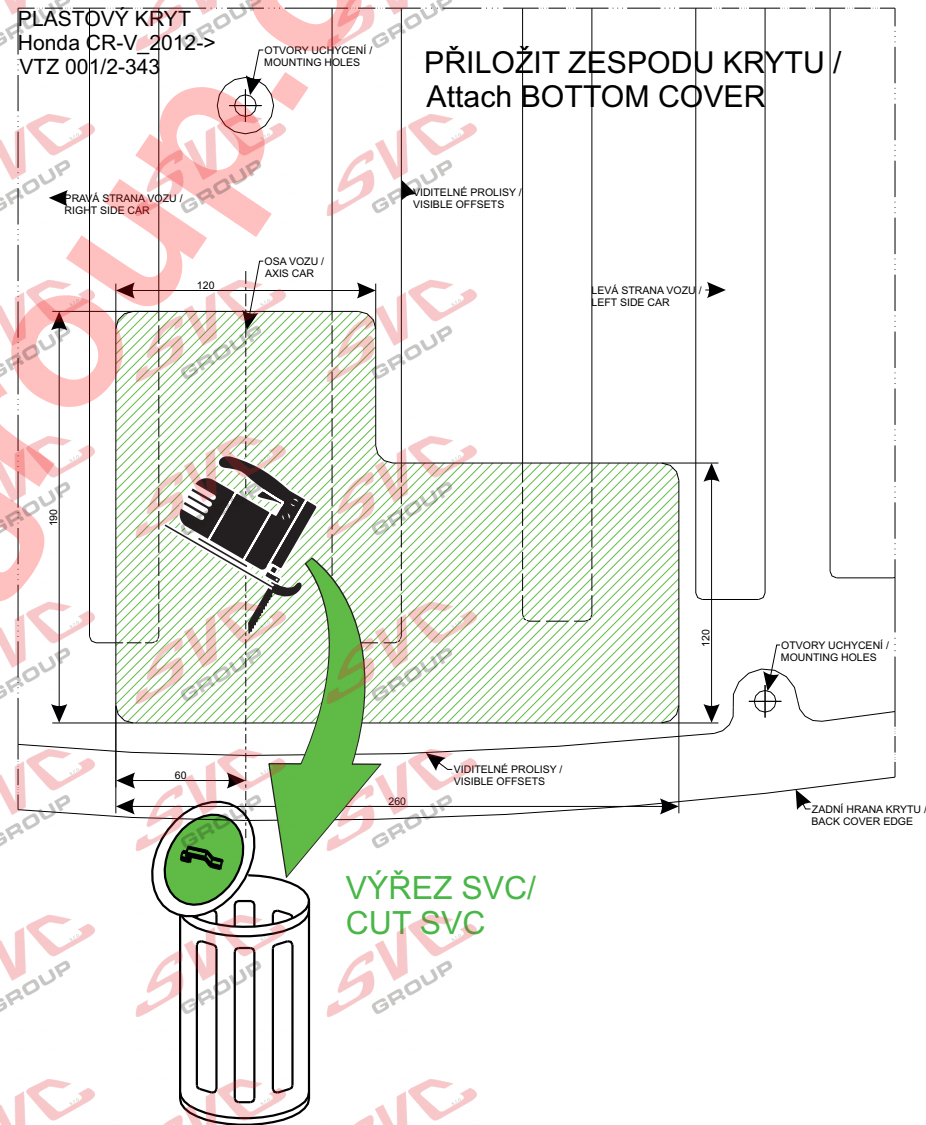 PLASTOVÝ KRYT
Honda CR-V_2012->
VTZ 001/2-343
OTVORY UCHYCENÍ /
MOUNTING HOLES
PŘILOŽIT ZESPODU KRYTU /
Attach BOTTOM COVER
PRAVÁ STRANA VOZU /
RIGHT SIDE CAR
VIDITELNÉ PROLISY /
VISIBLE OFFSETS
OSA VOZU /
AXIS CAR
120
LEVÁ STRANA VOZU /
LEFT SIDE CAR
190
120
OTVORY UCHYCENÍ /
MOUNTING HOLES
VIDITELNÉ PROLISY /
VISIBLE OFFSETS
60
260
ZADNÍ HRANA KRYTU /
BACK COVER EDGE
VÝŘEZ SVC/
CUT SVC
SVC
GROUP